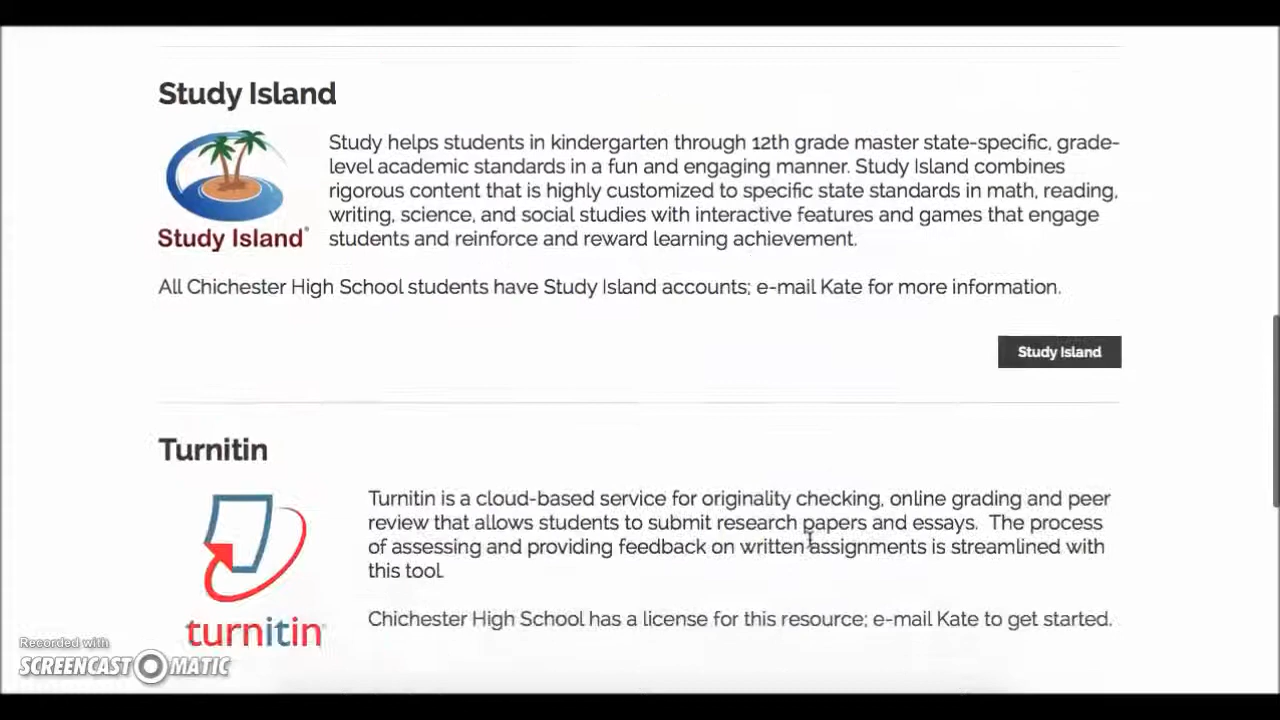 Study Island
Study helps students in kindergarten through 12th grade master state-specific, grade-
level academic standards in a fun and engaging manner. Study Island combines
rigorous content that is highly customized to specific state standards in math, reading,
writing, science, and social studies with interactive features and games that engage
Study Island®
students and reinforce and reward learning achievement.
All Chichester High School students have Study Island accounts; e-mail Kate for more information.
Study Island
Turnitin
Turnitin is a cloud-based service for originality checking, online grading and peer
review that allows students to submit research papers and essays. The process
of assessing and providing feedback on written assignments is streamlined with
this tool.
Chichester High School has a license for this resource; e-mail Kate to get started.
turnitin
Recorded with
SCREENCAST-O-MATIC